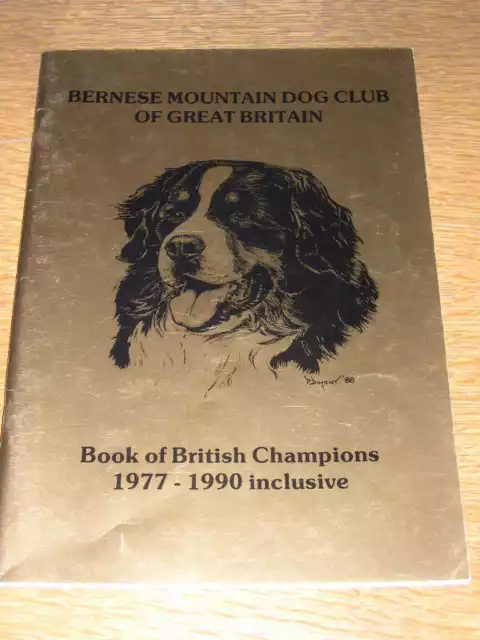 BERNESE MOUNTAIN DOG CLUB
OF GREAT BRITAIN
Book of British Champions
1977 - 1990 inclusive